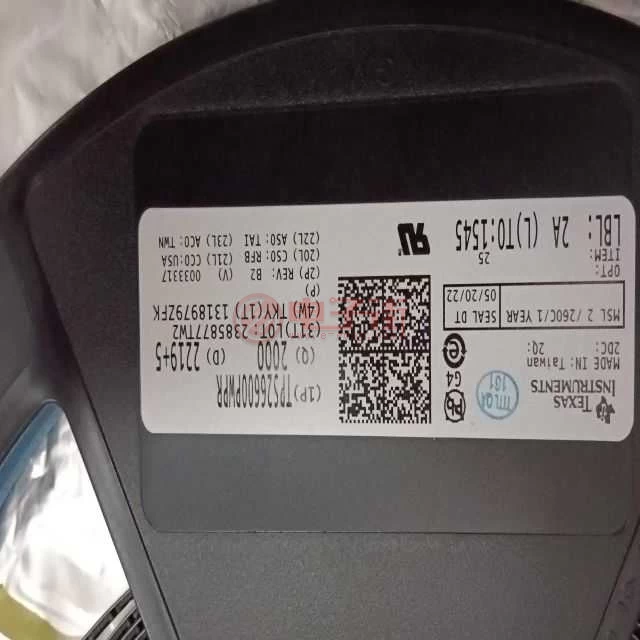 TEXAS
INSTRUMENTS
MADE IN: Taiwan
2DC: 2Q:
MSL 2 / 260C/1 YEAR
SEAL DT
05/20/22
OPT:
ITEM: 25
LBL: 2A (L)TO:1545
ITLQ1
181
G4
(1P) TPS26600PWPR
(Q) 2000 (D) 2219+5
(31T)LOT: 2385877TW2
(4W) TKY(1T) 1318979ZFK
(P)
(2P) REV: B2 (V) 0033317
(20L) CSO: RFB (21L) CCO:USA
(22L) ASO: TAI (23L) ACO: TWN